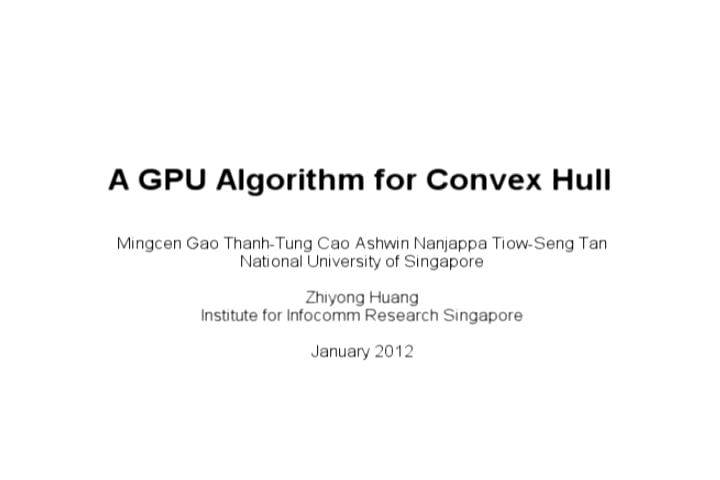 A GPU Algorithm for Convex Hull
Mingcen Gao Thanh-Tung Cao Ashwin Nanjappa Tiow-Seng Tan
National University of Singapore
Zhiyong Huang
Institute for Infocomm Research Singapore
January 2012